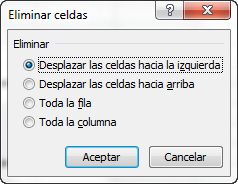 Eliminar celdas
Eliminar
Desplazar las celdas hacia la izquierda
Desplazar las celdas hacia arriba
Toda la fila
Toda la columna
Aceptar
Cancelar